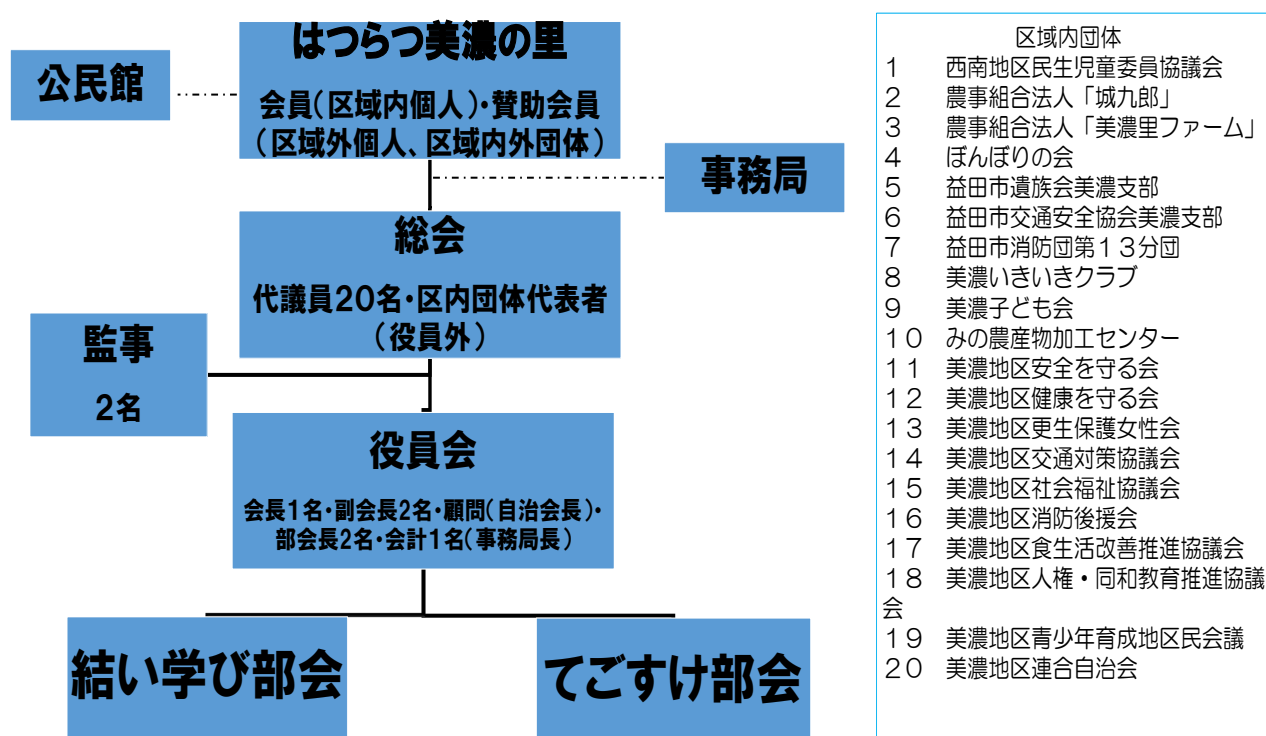 はつらつ美濃の里
会員(区域内個人)・賛助会員
(区域外個人、区域内外団体)
公民館
事務局
総会
代議員20名・区内団体代表者
(役員外)
監事
2名
役員会
会長1名・副会長2名・顧問(自治会長)・
部会長2名・会計1名(事務局長)
結い学び部会
てごすけ部会
区域内団体
1 西南地区民生児童委員協議会
2 農事組合法人「城九郎」
3 農事組合法人「美濃里ファーム」
4 ぼんぼりの会
5 益田市遺族会美濃支部
6 益田市交通安全協会美濃支部
7 益田市消防団第13分団
8 美濃いきいきクラブ
9 美濃子ども会
10 みの農産物加工センター
11 美濃地区安全を守る会
12 美濃地区健康を守る会
13 美濃地区更生保護女性会
14 美濃地区交通対策協議会
15 美濃地区社会福祉協議会
16 美濃地区消防後援会
17 美濃地区食生活改善推進協議会
18 美濃地区人権・同和教育推進協議
会
19 美濃地区青少年育成地区民会議
20 美濃地区連合自治会